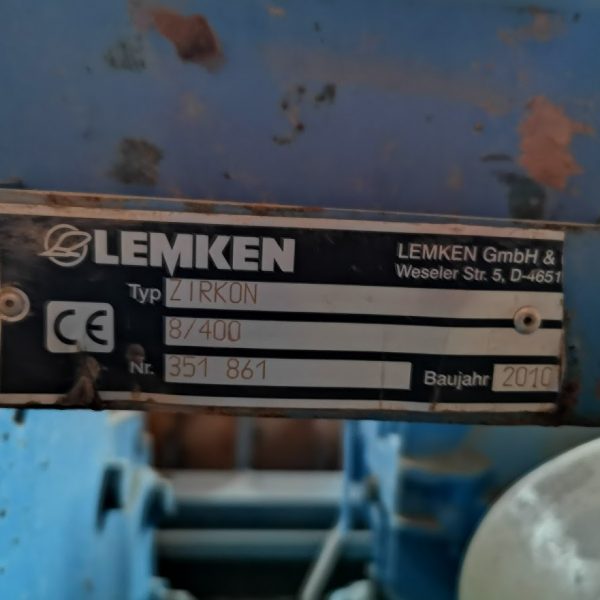 LEMKEN
LEMKEN GmbH &
Weseler Str. 5, D-4651
Typ ZIRKON
8/400
CE
Nr. 351 861 Baujahr 2010